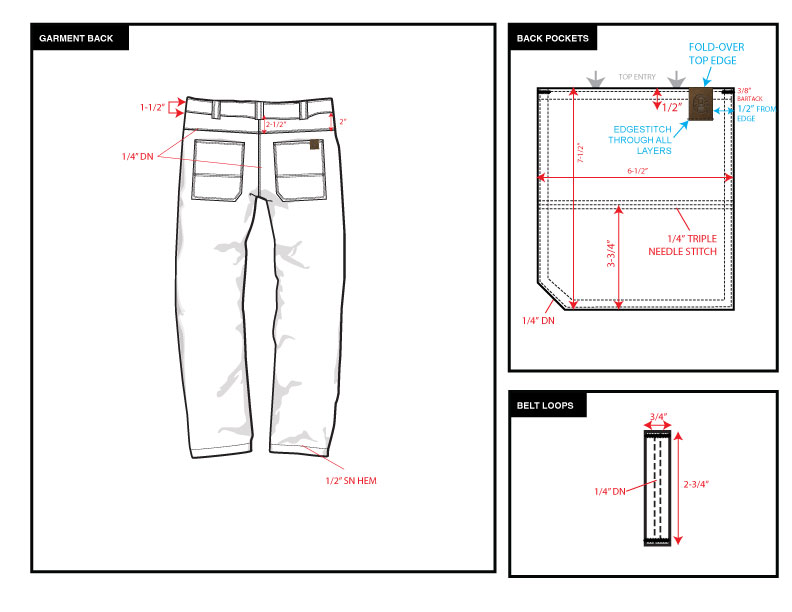 GARMENT BACK
1-1/2"
2-1/2"
2"
1/4" DN
1/2" SN HEM
BACK POCKETS
FOLD-OVER
TOP EDGE
TOP ENTRY
3/8"
BARTACK
1/2"
1/2" FROM
EDGE
EDGESTITCH
THROUGH ALL
LAYERS
7-1/2"
6-1/2"
3-3/4"
1/4" TRIPLE
NEEDLE STITCH
1/4" DN
BELT LOOPS
3/4"
1/4" DN
2-3/4"